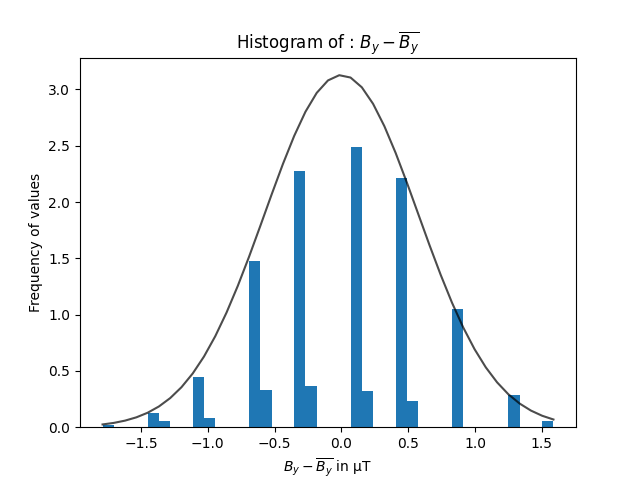 Histogram of : $B_y - \overline{B_y}$
3.0
2.5
2.0
1.5
1.0
0.5
0.0
Frequency of values
−1.5 −1.0 −0.5 0.0 0.5 1.0 1.5
$B_y - \overline{B_y}$ in μT